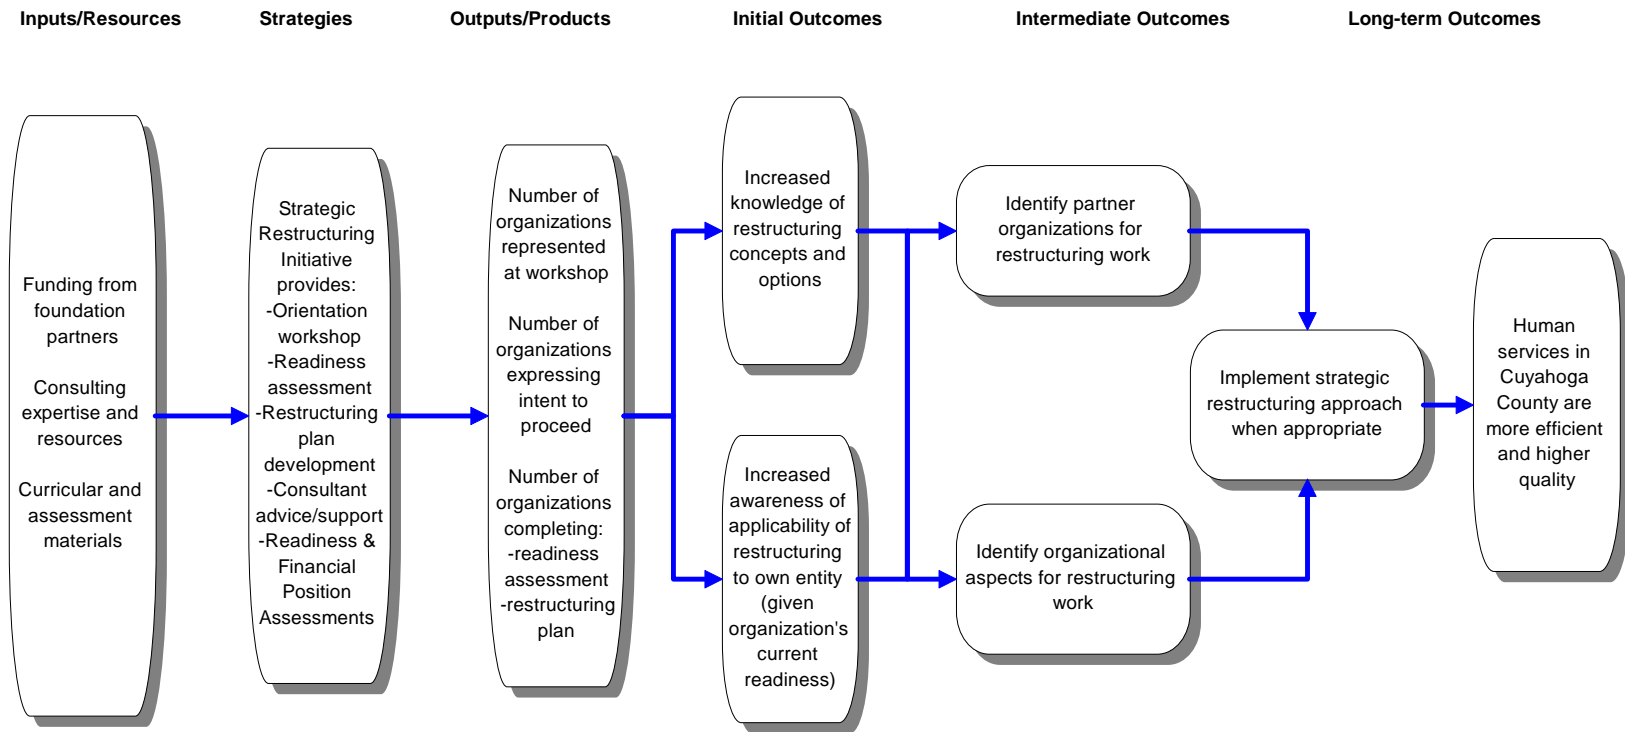 Inputs/Resources
Strategies
Outputs/Products
Initial Outcomes
Intermediate Outcomes
Long-term Outcomes
Funding from
foundation
partners
Consulting
expertise and
resources
Curricular and
assessment
materials
Strategic
Restructuring
Initiative
provides:
-Orientation
workshop
-Readiness
assessment
-Restructuring
plan
development
-Consultant
advice/support
-Readiness &
Financial
Position
Assessments
Number of
organizations
represented
at workshop
Number of
organizations
expressing
intent to
proceed
Number of
organizations
completing:
-readiness
assessment
-restructuring
plan
Increased
knowledge of
restructuring
concepts and
options
Increased
awareness of
applicability of
restructuring
to own entity
(given
organization's
current
readiness)
Identify partner
organizations for
restructuring work
Identify organizational
aspects for restructuring
work
Implement strategic
restructuring approach
when appropriate
Human
services in
Cuyahoga
County are
more efficient
and higher
quality